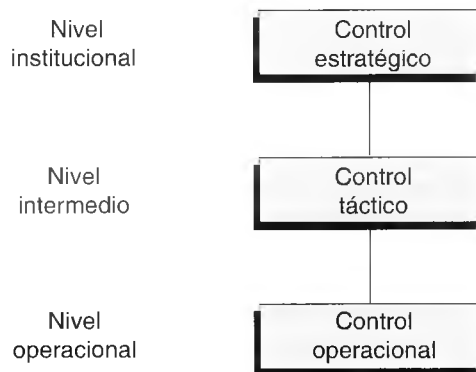 Nivel
institucional
Control
estratégico
Nivel
intermedio
Control
táctico
Nivel
operacional
Control
operacional